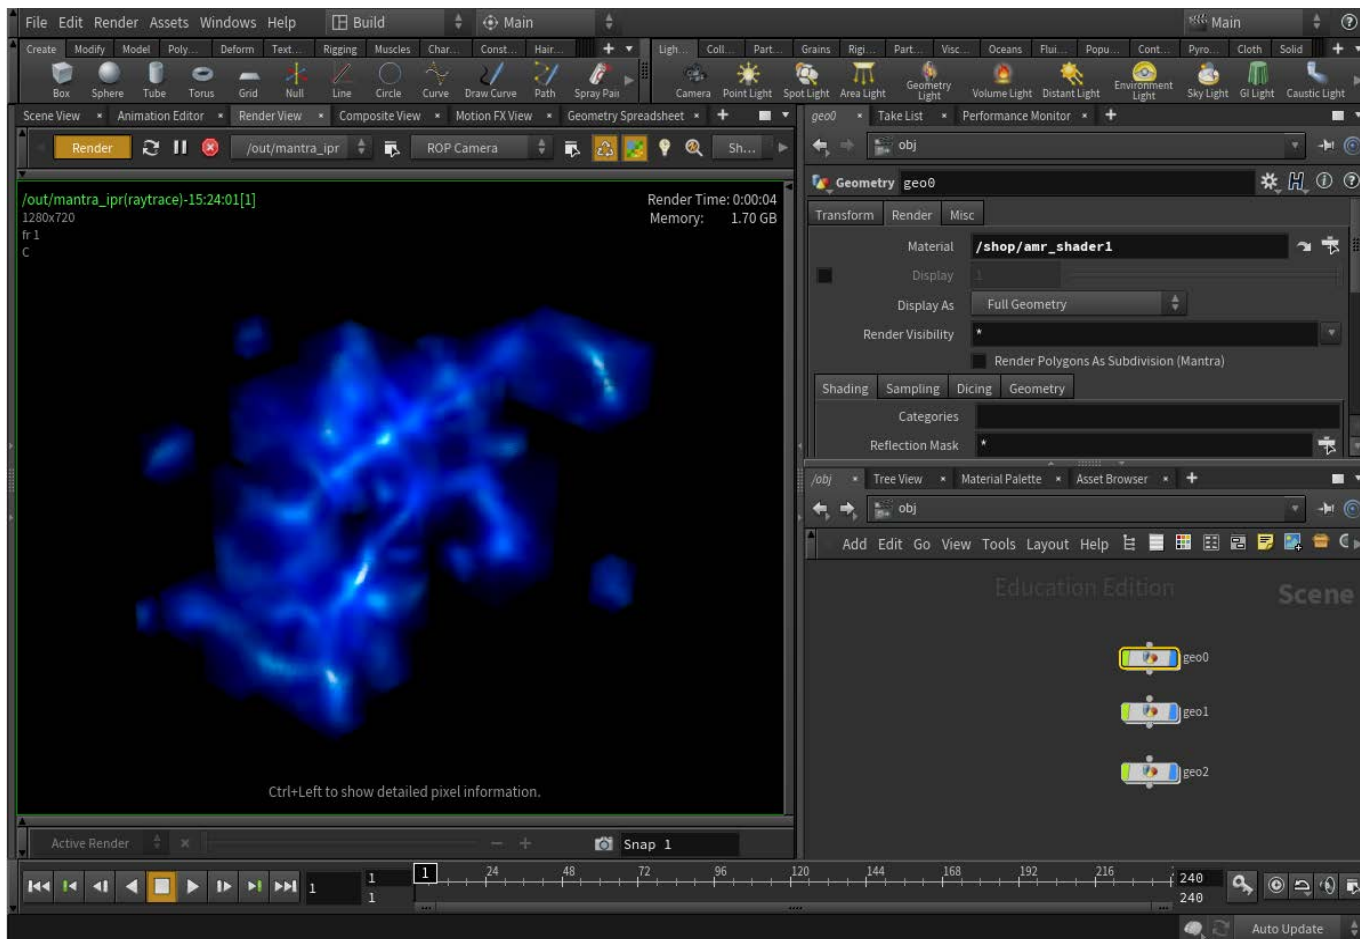 File Edit Render Assets Windows Help Build Main Main
Create Modify Model Poly... Deform Text... Rigging Muscles Char... Const... Hair... Ligh... Coll... Part... Grains Rigi... Part... Visc... Oceans Flui... Popu... Cont... Pyro... Cloth Solid
Box Sphere Tube Torus Grid Null Line Circle Curve Draw Curve Path Spray Pain Camera Point Light Spot Light Area Light Geometry Light Volume Light Distant Light Environment Light Sky Light GI Light Caustic Light
Scene View Animation Editor Render View Composite View Motion FX View Geometry Spreadsheet
Render /out/mantra_ipr ROP Camera Sh...
/out/mantra_ipr(raytrace)-15:24:01[1]
1280x720
fr 1
C
Render Time: 0:00:04
Memory: 1.70 GB
Ctrl+Left to show detailed pixel information.
Active Render Snap 1
geo0 Take List Performance Monitor
obj
Geometry geo0
Transform Render Misc
Material /shop/amr_shader1
Display 1
Display As Full Geometry
Render Visibility *
Render Polygons As Subdivision (Mantra)
Shading Sampling Dicing Geometry
Categories
Reflection Mask *
/obj Tree View Material Palette Asset Browser
obj
Add Edit Go View Tools Layout Help
Education Edition Scene
geo0
geo1
geo2
1 1 1 24 48 72 96 120 144 168 192 216 240
1 240
Auto Update